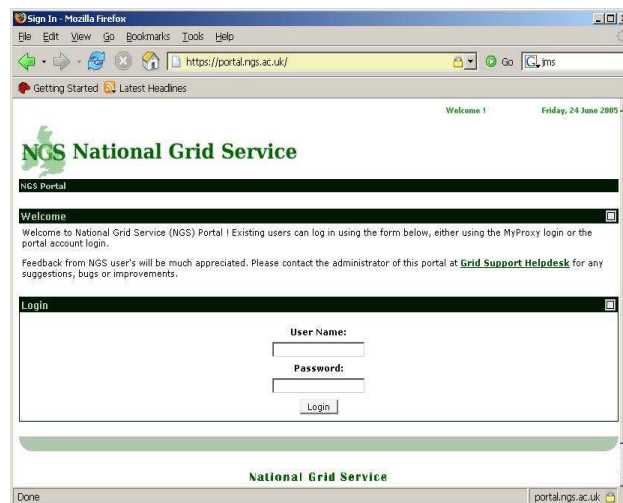 Sign In - Mozilla Firefox
File Edit View Go Bookmarks Tools Help
https://portal.ngs.ac.uk/ Go jms
Getting Started Latest Headlines
Welcome ! Friday, 24 June 2005
NGS National Grid Service
NGS Portal
Welcome
Welcome to National Grid Service (NGS) Portal ! Existing users can log in using the form below, either using the MyProxy login or the
portal account login.
Feedback from NGS user's will be much appreciated. Please contact the administrator of this portal at Grid Support Helpdesk for any
suggestions, bugs or improvements.
Login
User Name:
Password:
Login
National Grid Service
Done portal.ngs.ac.uk